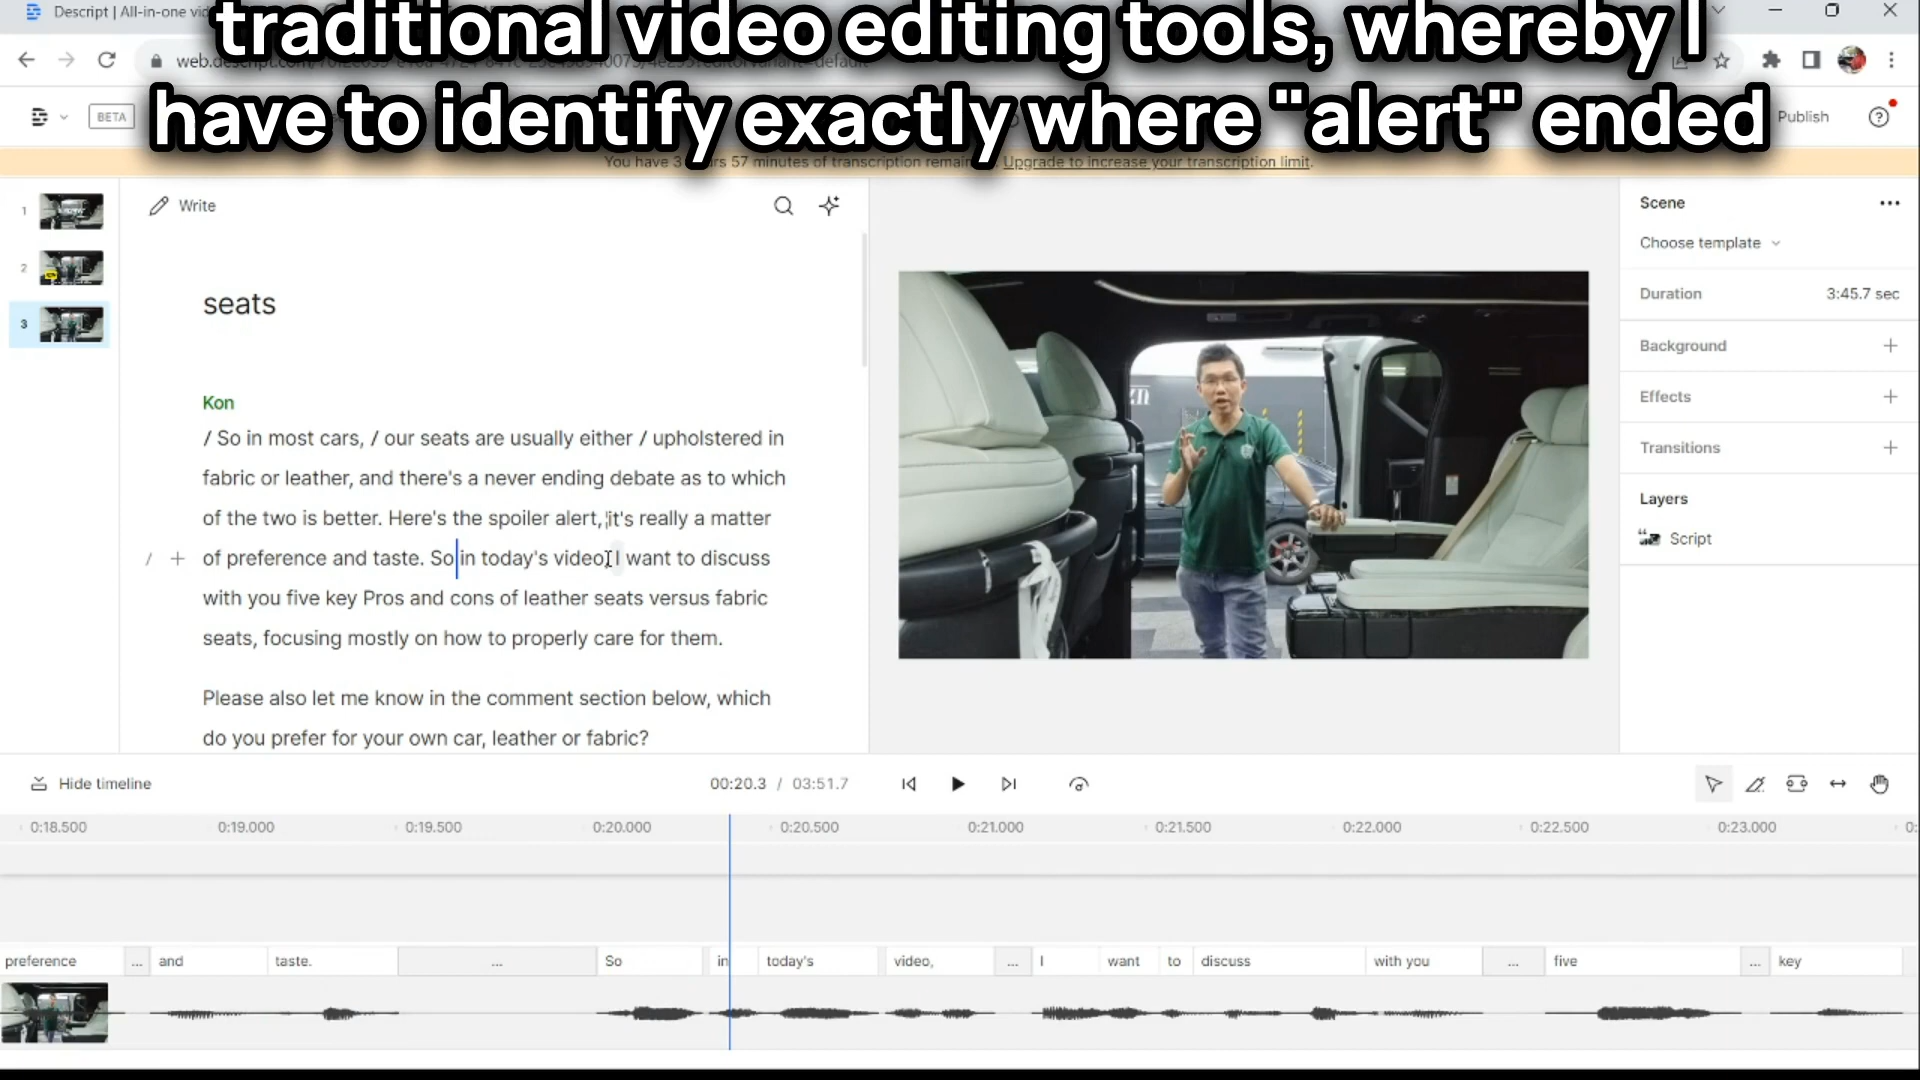 Descript | All-in-one vid
traditional video editing tools, whereby I
have to identify exactly where "alert" ended
web.descript.com
BETA
Publish
You have 3
57 minutes of transcription remain
Upgrade to increase your transcription limit.
1
2
3
Write
seats
Kon
/ So in most cars, / our seats are usually either / upholstered in
fabric or leather, and there's a never ending debate as to which
of the two is better. Here's the spoiler alert, it's really a matter
/ + of preference and taste. So in today's video, I want to discuss
with you five key Pros and cons of leather seats versus fabric
seats, focusing mostly on how to properly care for them.
Please also let me know in the comment section below, which
do you prefer for your own car, leather or fabric?
Scene
Choose template
Duration 3:45.7 sec
Background +
Effects +
Transitions +
Layers
Script
Hide timeline
00:20.3 / 03:51.7
0:18.500 0:19.000 0:19.500 0:20.000 0:20.500 0:21.000 0:21.500 0:22.000 0:22.500 0:23.000 0:
preference ... and taste. ... So in today's video, ... I want to discuss with you ... five ... key